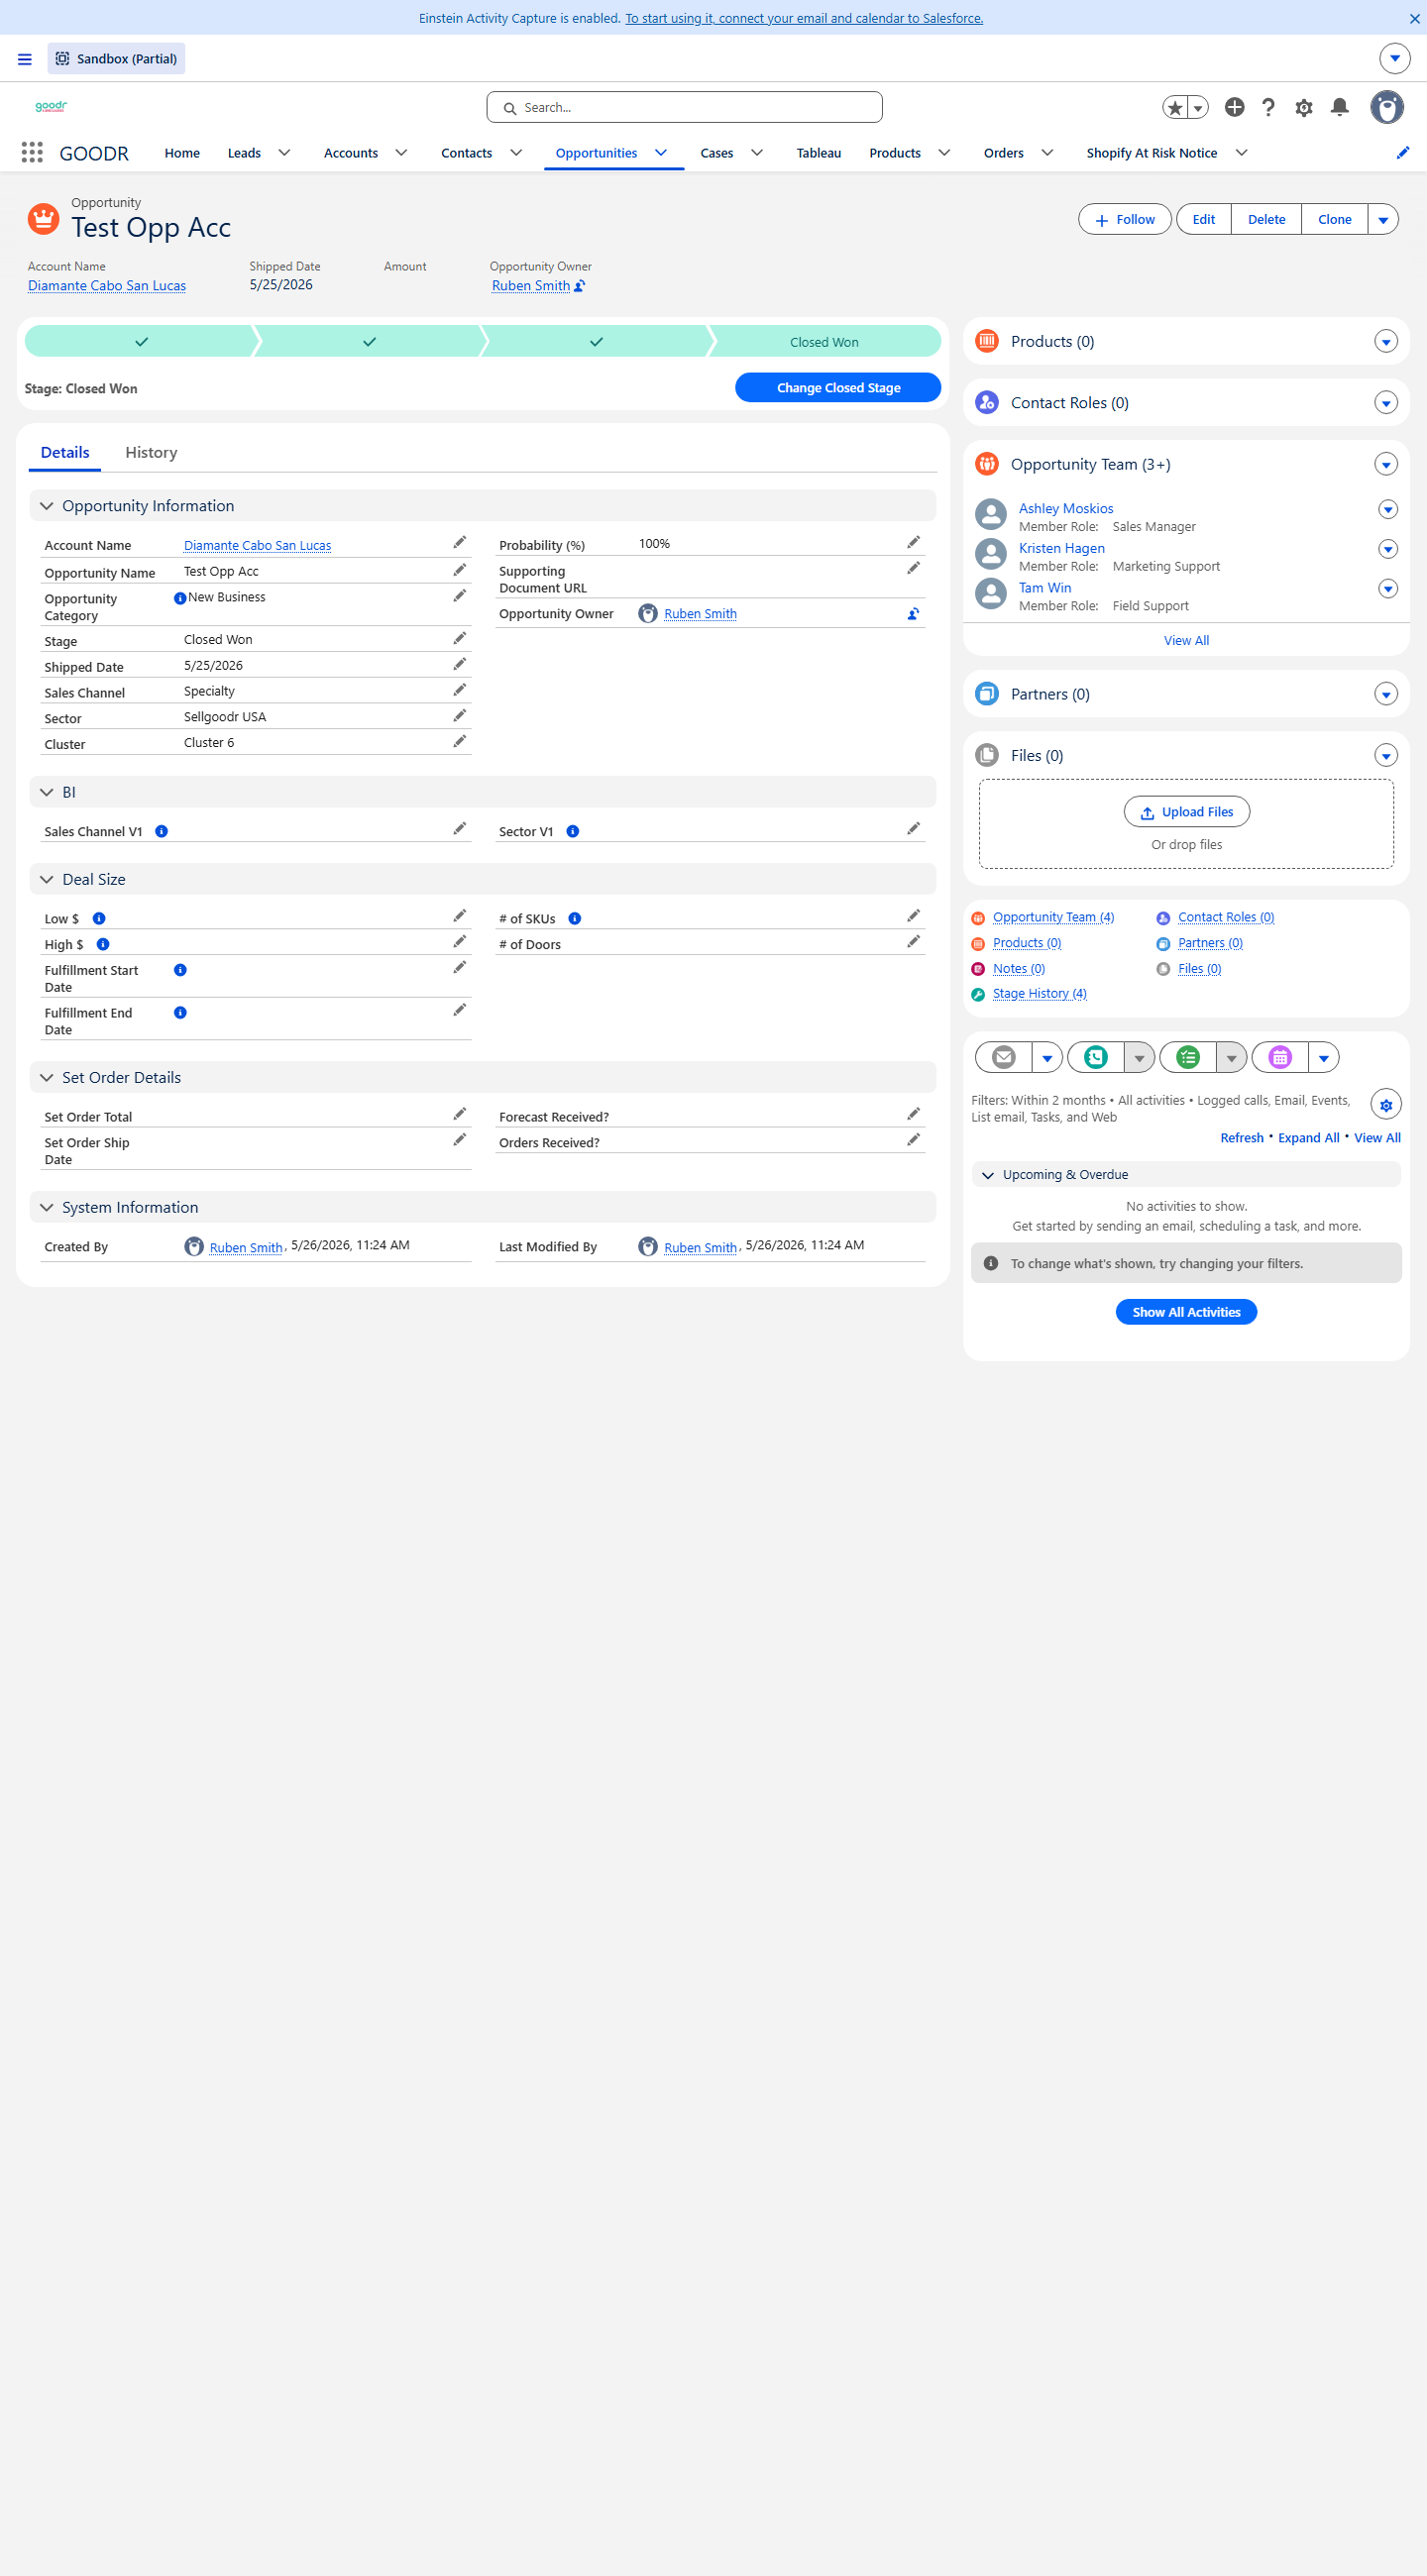 Einstein Activity Capture is enabled. To start using it, connect your email and calendar to Salesforce.
Sandbox (Partial)
goodr
Search...
GOODR Home Leads Accounts Contacts Opportunities Cases Tableau Products Orders Shopify At Risk Notice
Opportunity
Test Opp Acc
Follow Edit Delete Clone
Account Name Shipped Date Amount Opportunity Owner
Diamante Cabo San Lucas 5/25/2026 Ruben Smith
Closed Won
Stage: Closed Won
Change Closed Stage
Details History
Opportunity Information
Account Name Diamante Cabo San Lucas
Opportunity Name Test Opp Acc
Opportunity
Category
New Business
Stage Closed Won
Shipped Date 5/25/2026
Sales Channel Specialty
Sector Sellgoodr USA
Cluster Cluster 6
Probability (%) 100%
Supporting
Document URL
Opportunity Owner Ruben Smith
BI
Sales Channel V1
Sector V1
Deal Size
Low $
High $
Fulfillment Start
Date
Fulfillment End
Date
# of SKUs
# of Doors
Set Order Details
Set Order Total
Set Order Ship
Date
Forecast Received?
Orders Received?
System Information
Created By Ruben Smith, 5/26/2026, 11:24 AM
Last Modified By Ruben Smith, 5/26/2026, 11:24 AM
Products (0)
Contact Roles (0)
Opportunity Team (3+)
Ashley Moskios
Member Role: Sales Manager
Kristen Hagen
Member Role: Marketing Support
Tam Win
Member Role: Field Support
View All
Partners (0)
Files (0)
Upload Files
Or drop files
Opportunity Team (4) Contact Roles (0)
Products (0) Partners (0)
Notes (0) Files (0)
Stage History (4)
Filters: Within 2 months • All activities • Logged calls, Email, Events,
List email, Tasks, and Web
Refresh • Expand All • View All
Upcoming & Overdue
No activities to show.
Get started by sending an email, scheduling a task, and more.
To change what's shown, try changing your filters.
Show All Activities